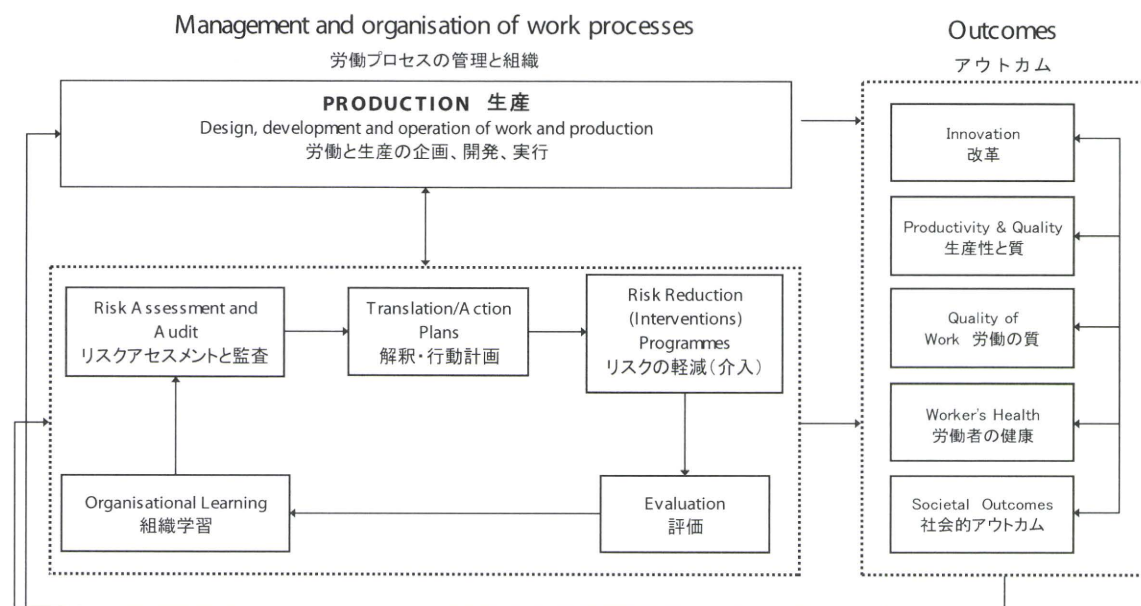 Management and organisation of work processes
労働プロセスの管理と組織
PRODUCTION 生産
Design, development and operation of work and production
労働と生産の企画、開発、実行
Risk Assessment and
Audit
リスクアセスメントと監査
Translation/Action
Plans
解釈・行動計画
Risk Reduction
(Interventions)
Programmes
リスクの軽減(介入)
Organisational Learning
組織学習
Evaluation
評価
Outcomes
アウトカム
Innovation
改革
Productivity & Quality
生産性と質
Quality of
Work 労働の質
Worker's Health
労働者の健康
Societal Outcomes
社会的アウトカム